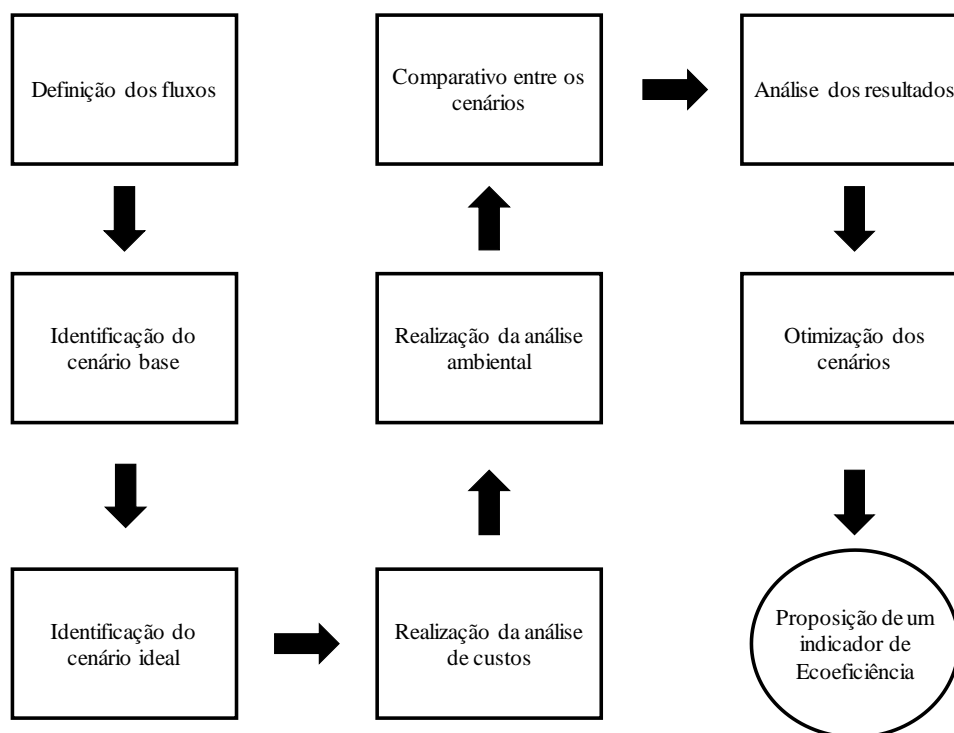 Definição dos fluxos
Comparativo entre os
cenários
Análise dos resultados
Identificação do
cenário base
Realização da análise
ambiental
Otimização dos
cenários
Identificação do
cenário ideal
Realização da análise
de custos
Proposição de um
indicador de
Ecoeficiência